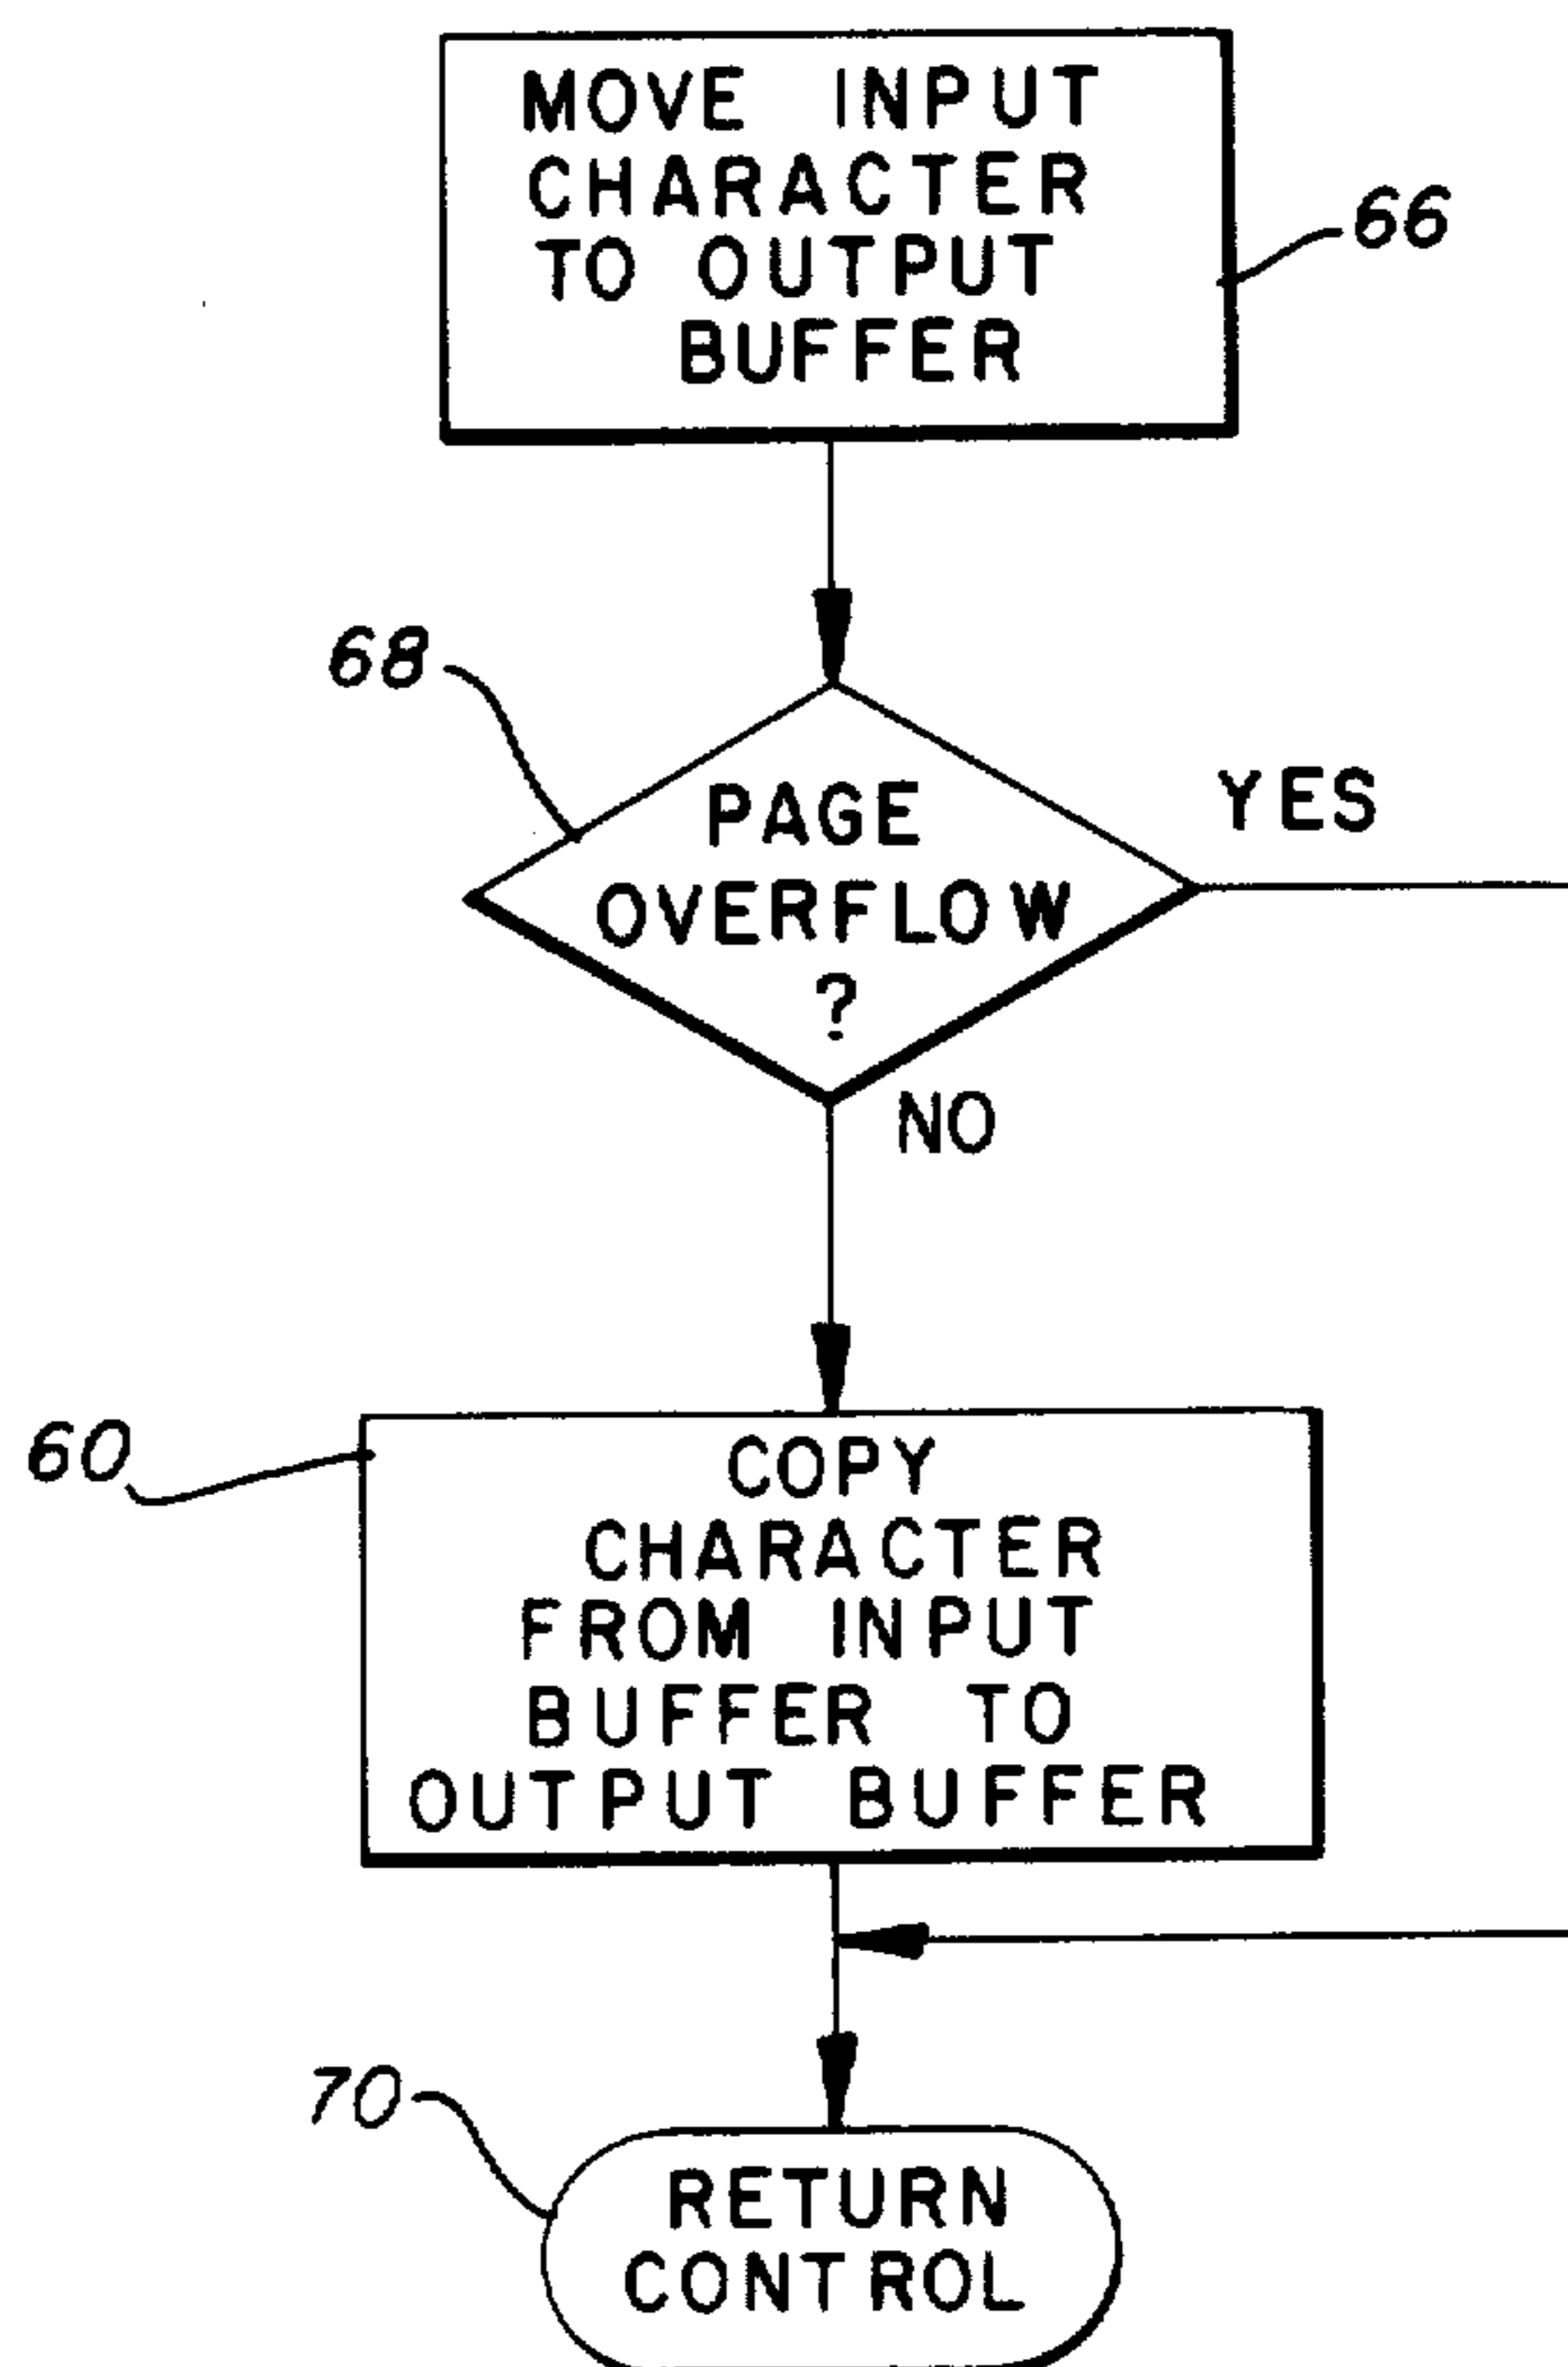 MOVE INPUT
CHARACTER
TO OUTPUT
BUFFER
66
68
PAGE
OVERFLOW
?
YES
NO
60
COPY
CHARACTER
FROM INPUT
BUFFER TO
OUTPUT BUFFER
70
RETURN
CONTROL